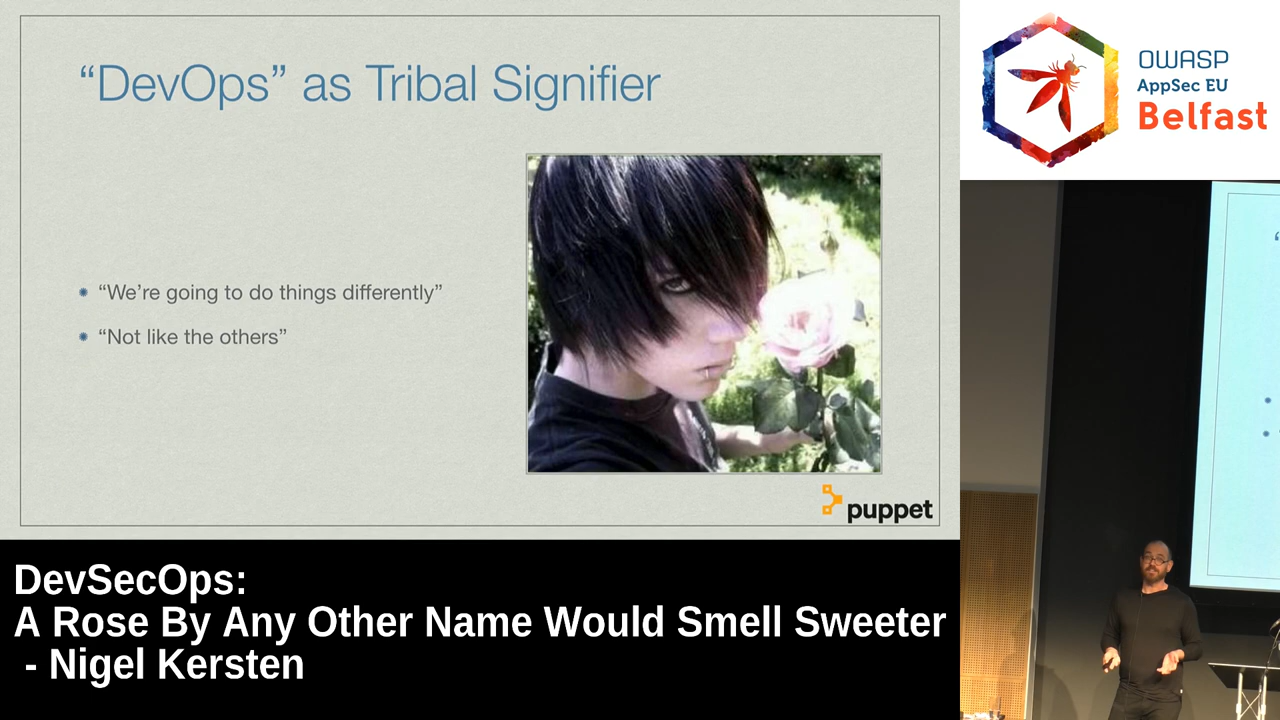 “DevOps” as Tribal Signifier
“We’re going to do things differently”
“Not like the others”
puppet
DevSecOps:
A Rose By Any Other Name Would Smell Sweeter
- Nigel Kersten
OWASP
AppSec EU
Belfast